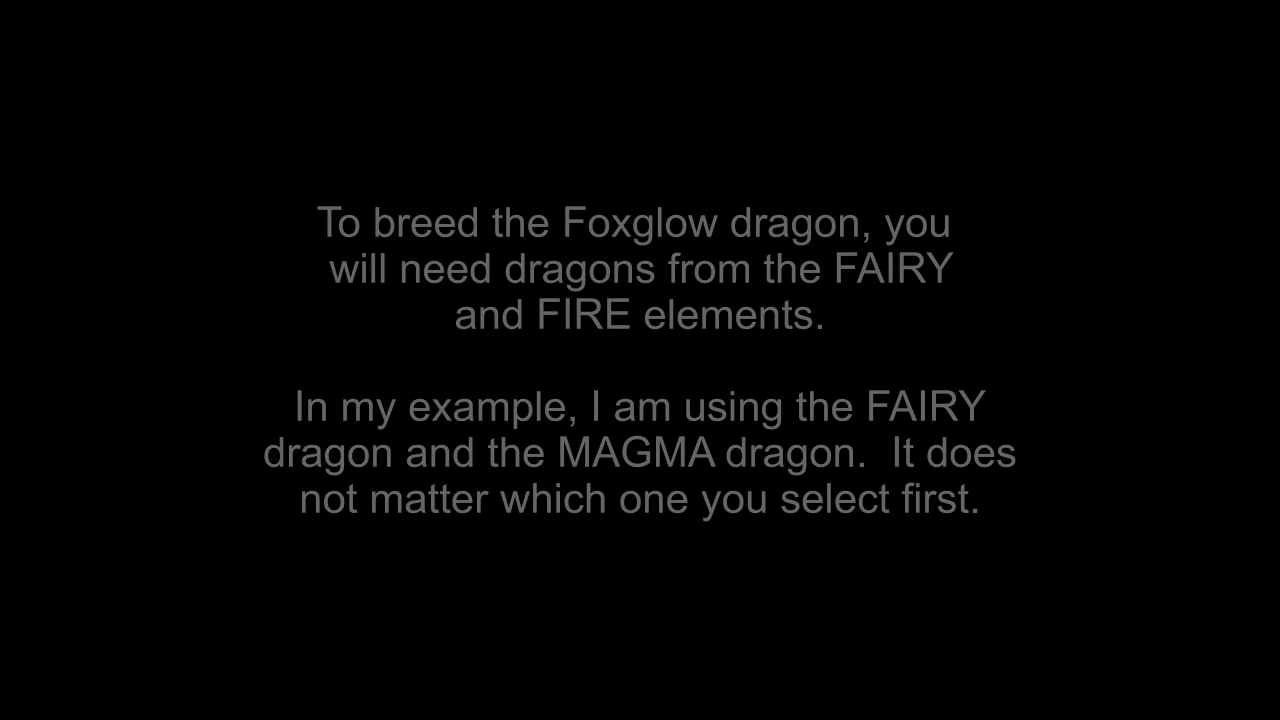 To breed the Foxglow dragon, you
will need dragons from the FAIRY
and FIRE elements.
In my example, I am using the FAIRY
dragon and the MAGMA dragon.  It does
not matter which one you select first.